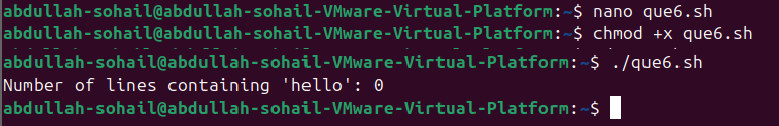 abdullah-sohail@abdullah-sohail-VMware-Virtual-Platform:~$ nano que6.sh
abdullah-sohail@abdullah-sohail-VMware-Virtual-Platform:~$ chmod +x que6.sh
abdullah-sohail@abdullah-sohail-VMware-Virtual-Platform:~$ ./que6.sh
Number of lines containing 'hello': 0
abdullah-sohail@abdullah-sohail-VMware-Virtual-Platform:~$